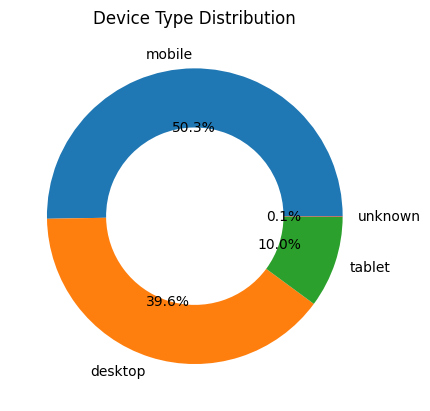 Device Type Distribution
mobile
50.3%
0.1%
unknown
10.0%
tablet
39.6%
desktop